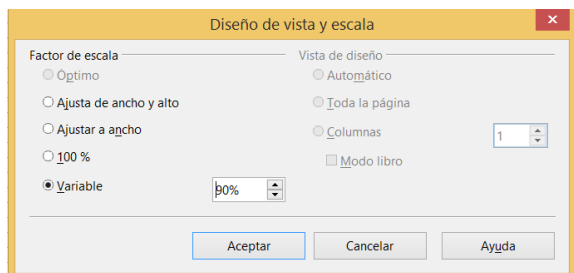 Diseño de vista y escala
Factor de escala
Óptimo
Ajusta de ancho y alto
Ajustar a ancho
100 %
Variable
90%
Vista de diseño
Automático
Toda la página
Columnas
1
Modo libro
Aceptar
Cancelar
Ayuda